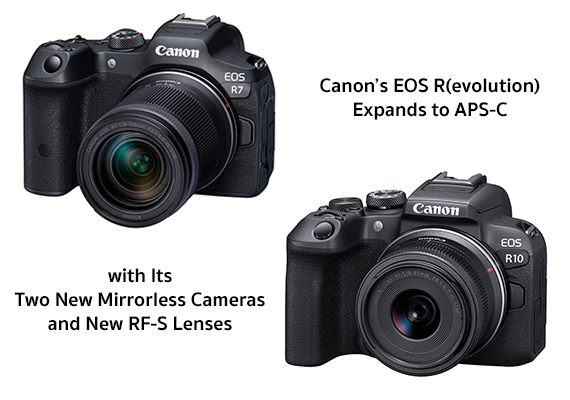 Canon
EOS
R7
Canon's EOS R(evolution)
Expands to APS-C
Canon
EOS
R10
with Its
Two New Mirrorless Cameras
and New RF-S Lenses